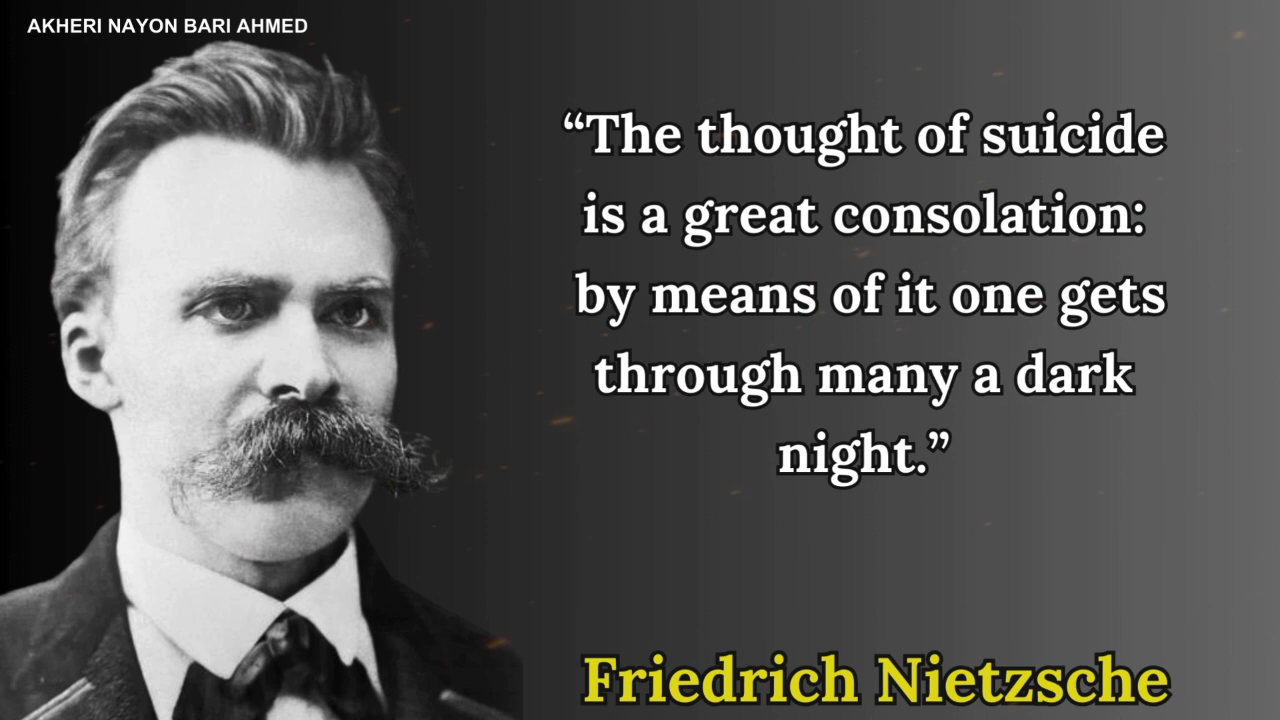 AKHERI NAYON BARI AHMED
“The thought of suicide
is a great consolation:
by means of it one gets
through many a dark
night.”
Friedrich Nietzsche